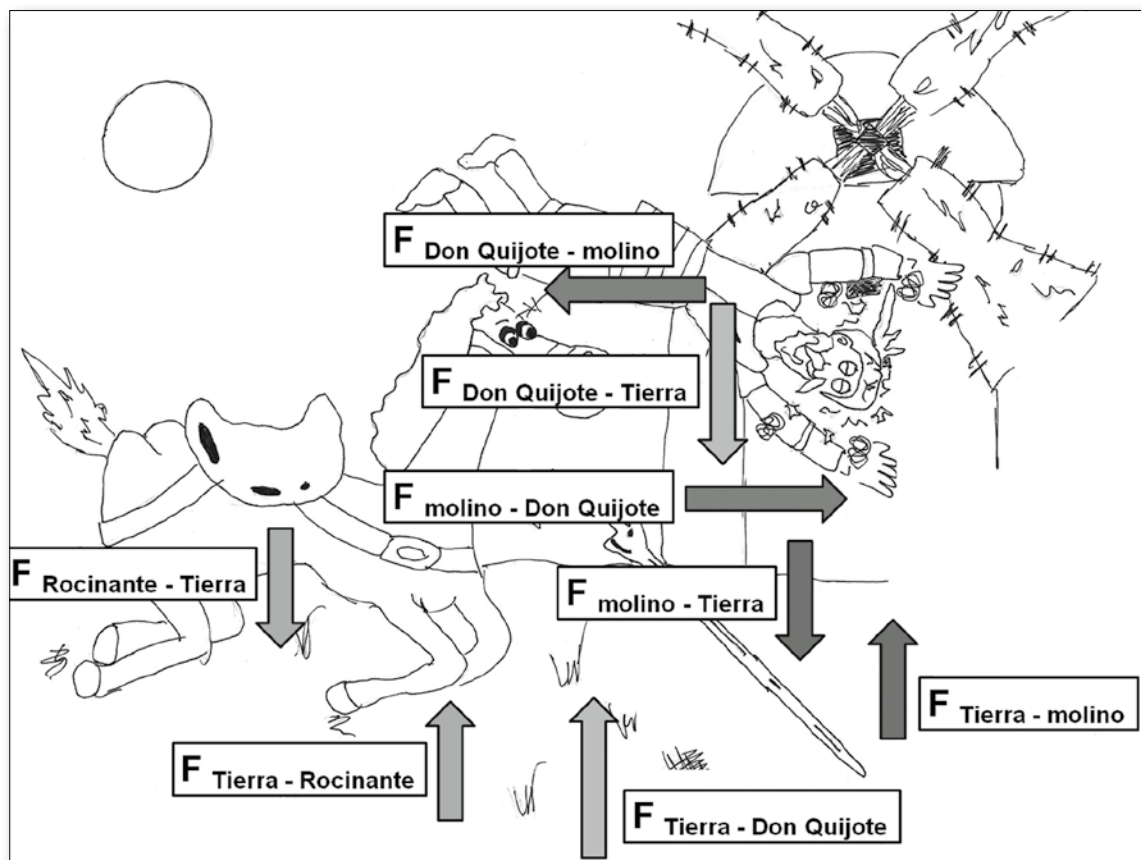 F Don Quijote - molino
F Don Quijote - Tierra
F molino - Don Quijote
F Rocinante - Tierra
F molino - Tierra
F Tierra - molino
F Tierra - Rocinante
F Tierra - Don Quijote